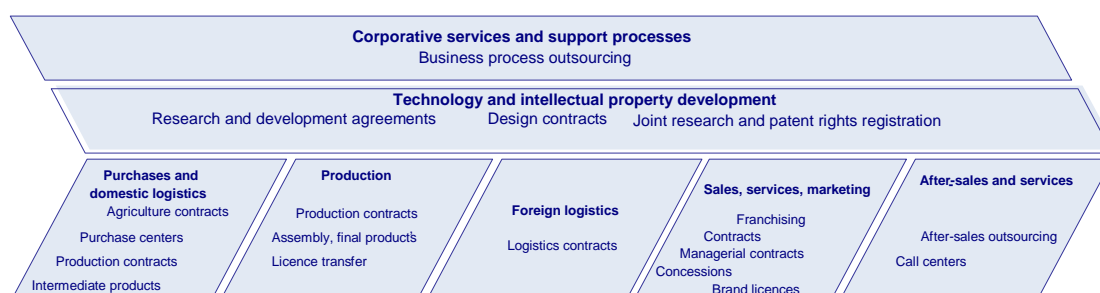 Corporative services and support processes
Business process outsourcing
Technology and intellectual property development
Research and development agreements Design contracts Joint research and patent rights registration
Purchases and
domestic logistics
Agriculture contracts
Purchase centers
Production contracts
Intermediate products
Production
Production contracts
Assembly, final products
Licence transfer
Foreign logistics
Logistics contracts
Sales, services, marketing
Franchising
Contracts
Managerial contracts
Concessions
Brand licences
After-sales and services
After-sales outsourcing
Call centers